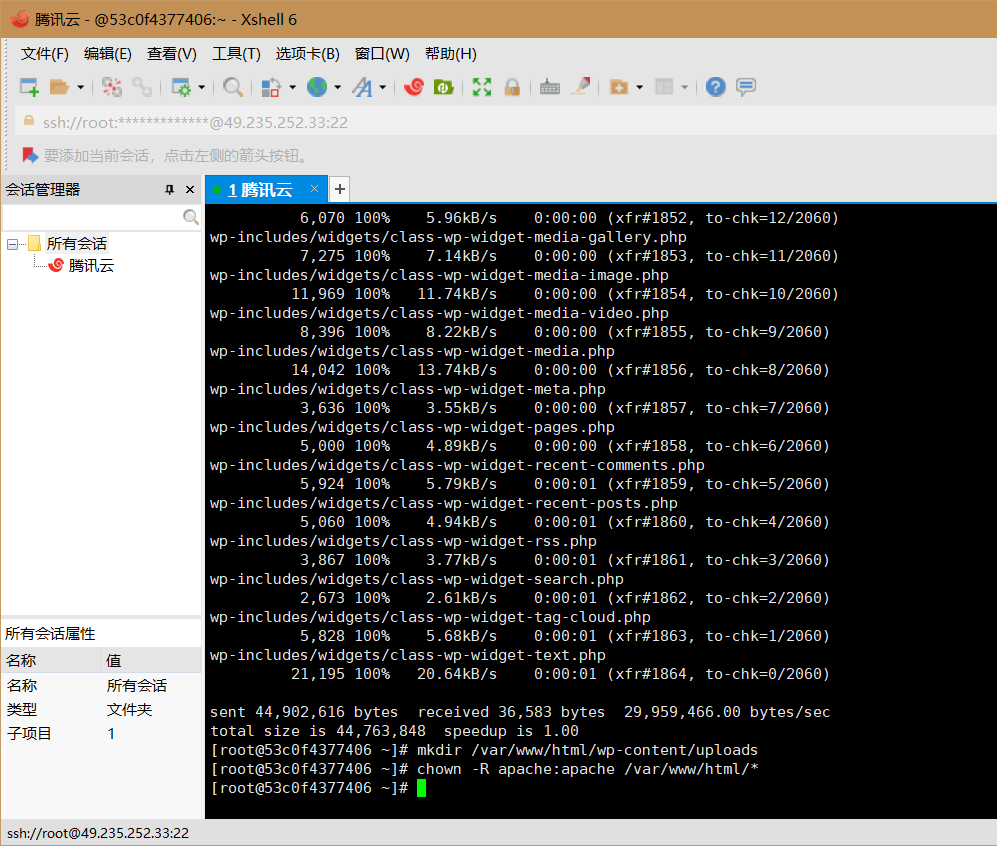 腾讯云 - @53c0f4377406:~ - Xshell 6
文件(F) 编辑(E) 查看(V) 工具(T) 选项卡(B) 窗口(W) 帮助(H)
ssh://root:*************@49.235.252.33:22
要添加当前会话，点击左侧的箭头按钮。
会话管理器
所有会话
腾讯云
所有会话属性
名称 值
名称 所有会话
类型 文件夹
子项目 1
1 腾讯云
6,070 100% 5.96kB/s 0:00:00 (xfr#1852, to-chk=12/2060)
wp-includes/widgets/class-wp-widget-media-gallery.php
7,275 100% 7.14kB/s 0:00:00 (xfr#1853, to-chk=11/2060)
wp-includes/widgets/class-wp-widget-media-image.php
11,969 100% 11.74kB/s 0:00:00 (xfr#1854, to-chk=10/2060)
wp-includes/widgets/class-wp-widget-media-video.php
8,396 100% 8.22kB/s 0:00:00 (xfr#1855, to-chk=9/2060)
wp-includes/widgets/class-wp-widget-media.php
14,042 100% 13.74kB/s 0:00:00 (xfr#1856, to-chk=8/2060)
wp-includes/widgets/class-wp-widget-meta.php
3,636 100% 3.55kB/s 0:00:00 (xfr#1857, to-chk=7/2060)
wp-includes/widgets/class-wp-widget-pages.php
5,000 100% 4.89kB/s 0:00:00 (xfr#1858, to-chk=6/2060)
wp-includes/widgets/class-wp-widget-recent-comments.php
5,924 100% 5.79kB/s 0:00:01 (xfr#1859, to-chk=5/2060)
wp-includes/widgets/class-wp-widget-recent-posts.php
5,060 100% 4.94kB/s 0:00:01 (xfr#1860, to-chk=4/2060)
wp-includes/widgets/class-wp-widget-rss.php
3,867 100% 3.77kB/s 0:00:01 (xfr#1861, to-chk=3/2060)
wp-includes/widgets/class-wp-widget-search.php
2,673 100% 2.61kB/s 0:00:01 (xfr#1862, to-chk=2/2060)
wp-includes/widgets/class-wp-widget-tag-cloud.php
5,828 100% 5.68kB/s 0:00:01 (xfr#1863, to-chk=1/2060)
wp-includes/widgets/class-wp-widget-text.php
21,195 100% 20.64kB/s 0:00:01 (xfr#1864, to-chk=0/2060)
sent 44,902,616 bytes received 36,583 bytes 29,959,466.00 bytes/sec
total size is 44,763,848 speedup is 1.00
[root@53c0f4377406 ~]# mkdir /var/www/html/wp-content/uploads
[root@53c0f4377406 ~]# chown -R apache:apache /var/www/html/*
[root@53c0f4377406 ~]#
ssh://root@49.235.252.33:22